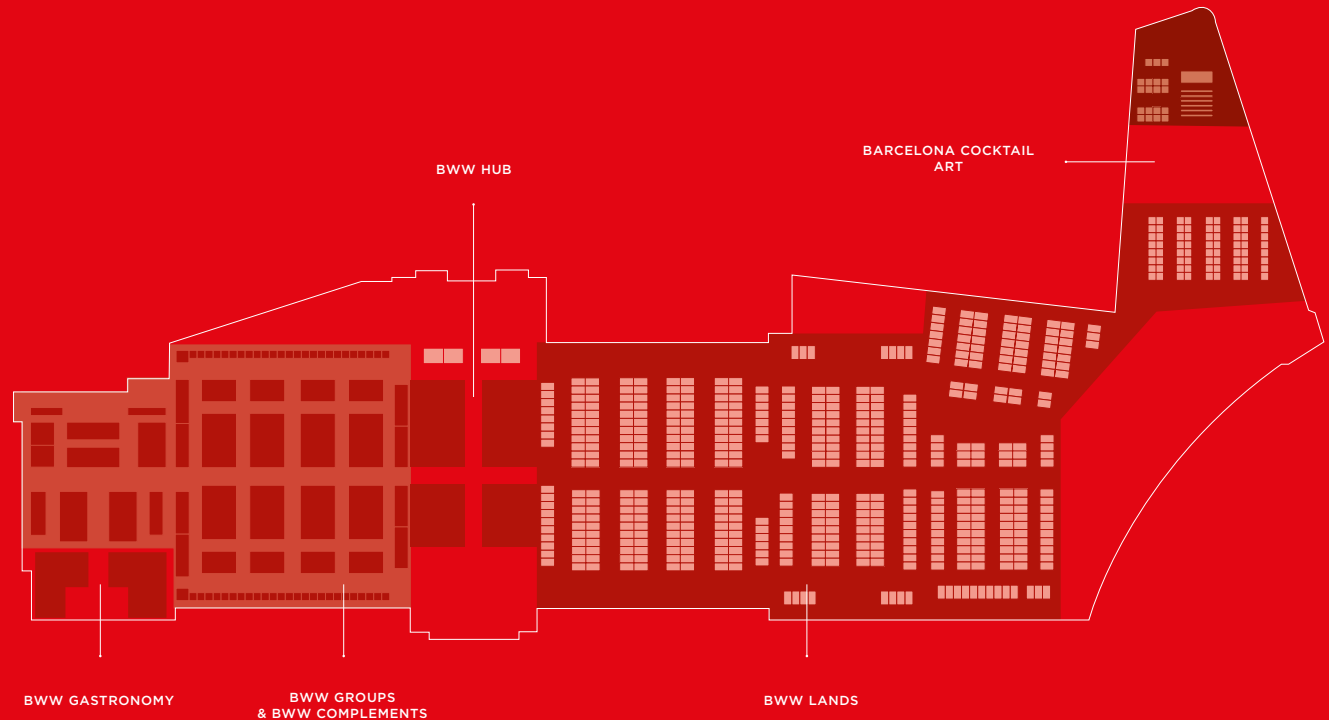 BARCELONA COCKTAIL
ART
BWW HUB
BWW GASTRONOMY
BWW GROUPS
& BWW COMPLEMENTS
BWW LANDS